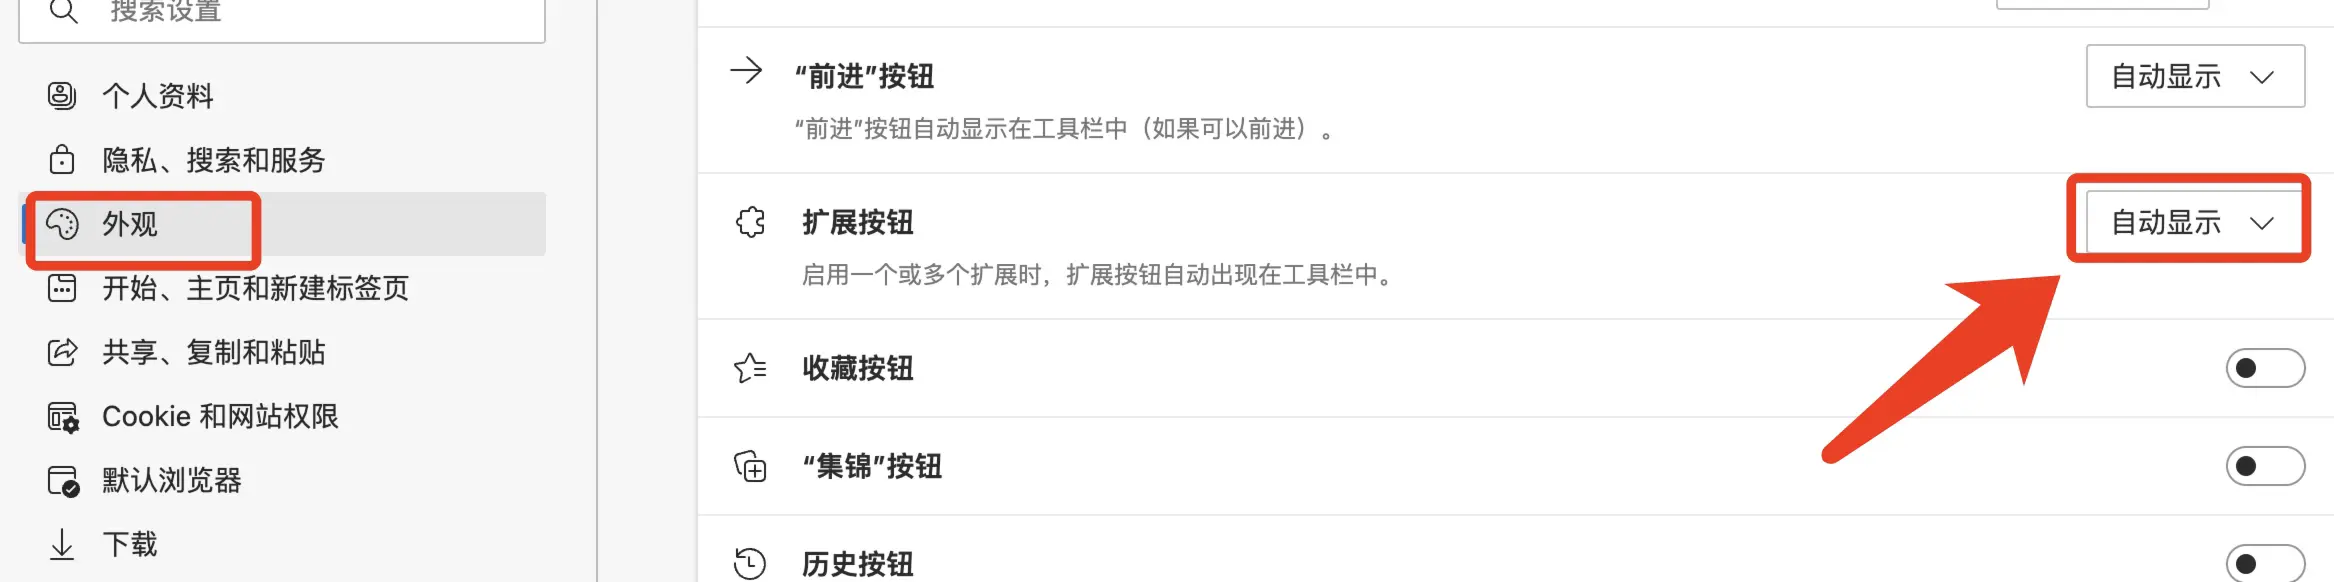 搜索设置
个人资料
隐私、搜索和服务
外观
开始、主页和新建标签页
共享、复制和粘贴
Cookie 和网站权限
默认浏览器
下载
“前进”按钮
自动显示
“前进”按钮自动显示在工具栏中（如果可以前进）。
扩展按钮
自动显示
启用一个或多个扩展时，扩展按钮自动出现在工具栏中。
收藏按钮
“集锦”按钮
历史按钮